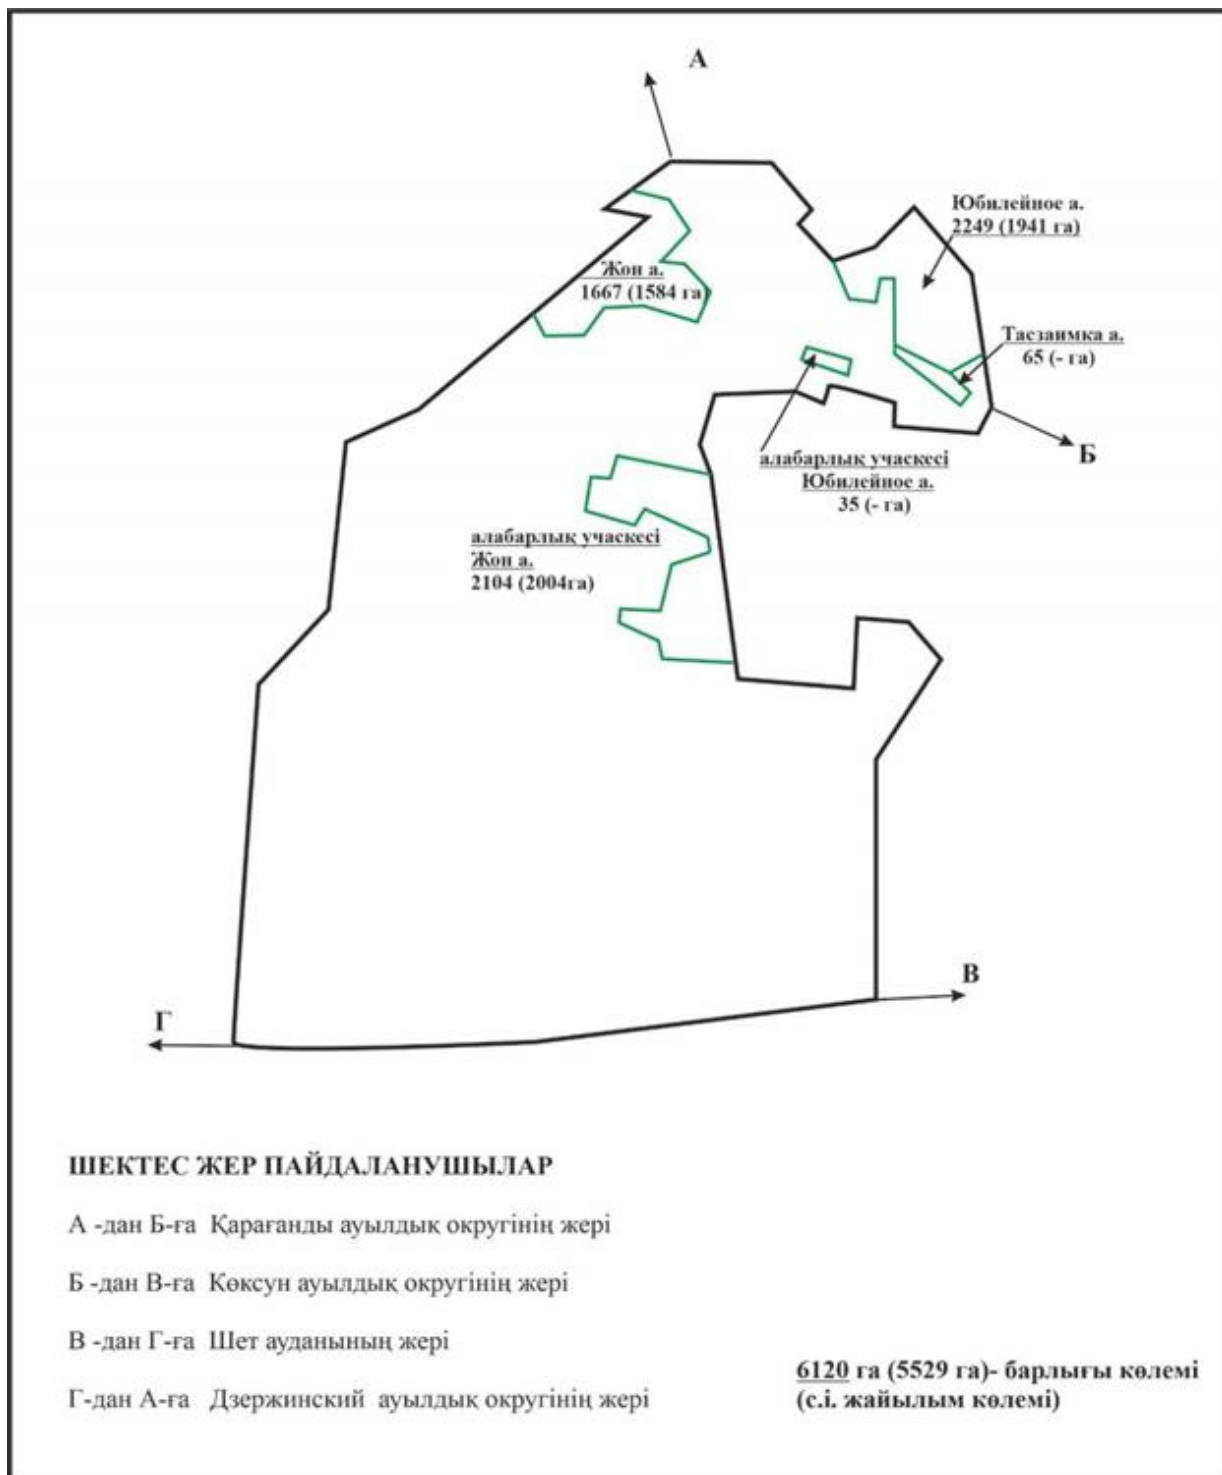 А
Юбилейное а.
2249 (1941 га)
Жон а.
1667 (1584 га)
Тасзаимка а.
65 (- га)
Б
алабарлық учаскесі
Юбилейное а.
35 (- га)
алабарлық учаскесі
Жон а.
2104 (2004га)
В
Г
ШЕКТЕС ЖЕР ПАЙДАЛАНУШЫЛАР
А -дан Б-ға Қарағанды ауылдық округінің жері
Б -дан В-ға Көксун ауылдық округінің жері
В -дан Г-ға Шет ауданының жері
Г-дан А-ға Дзержинский ауылдық округінің жері
6120 га (5529 га)- барлығы көлемі
(с.і. жайылым көлемі)